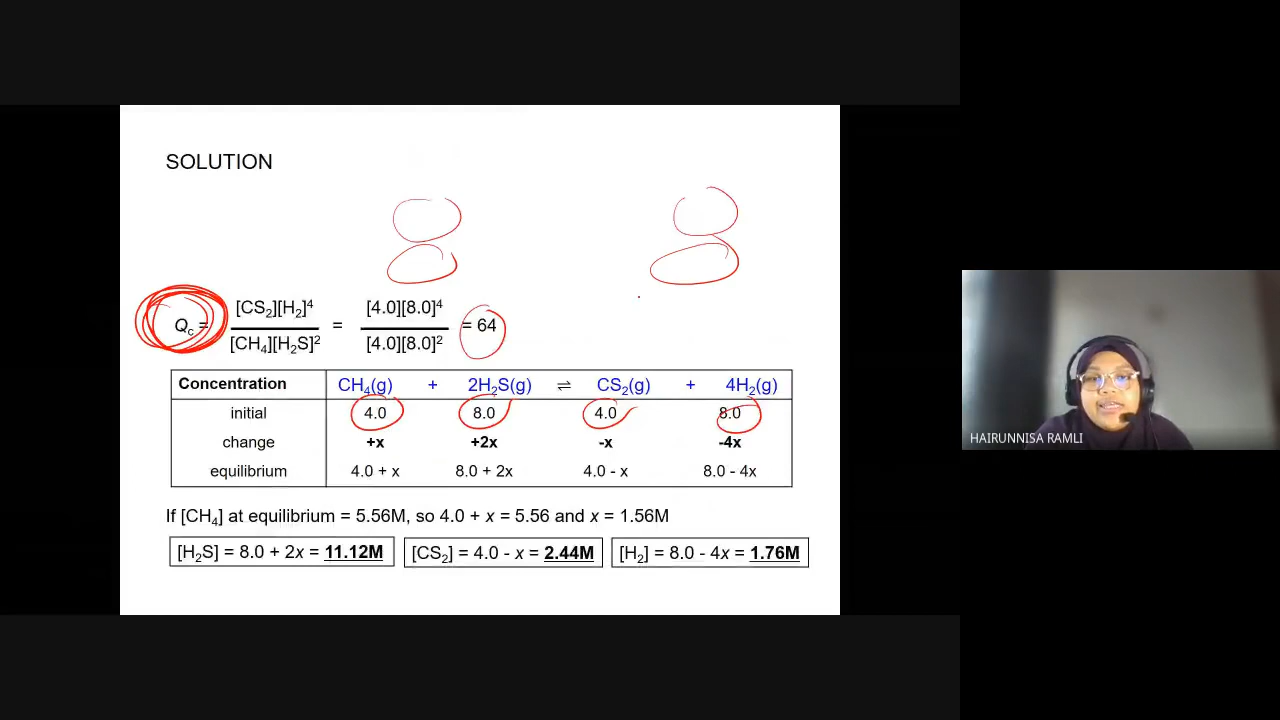 SOLUTION
Qc = [CS₂][H₂]⁴ / [CH₄][H₂S]² = [4.0][8.0]⁴ / [4.0][8.0]² = 64
Concentration CH₄(g) + 2H₂S(g) ⇌ CS₂(g) + 4H₂(g)
initial 4.0 8.0 4.0 8.0
change +x +2x -x -4x
equilibrium 4.0 + x 8.0 + 2x 4.0 - x 8.0 - 4x
If [CH₄] at equilibrium = 5.56M, so 4.0 + x = 5.56 and x = 1.56M
[H₂S] = 8.0 + 2x = 11.12M [CS₂] = 4.0 - x = 2.44M [H₂] = 8.0 - 4x = 1.76M
HAIRUNNISA RAMLI